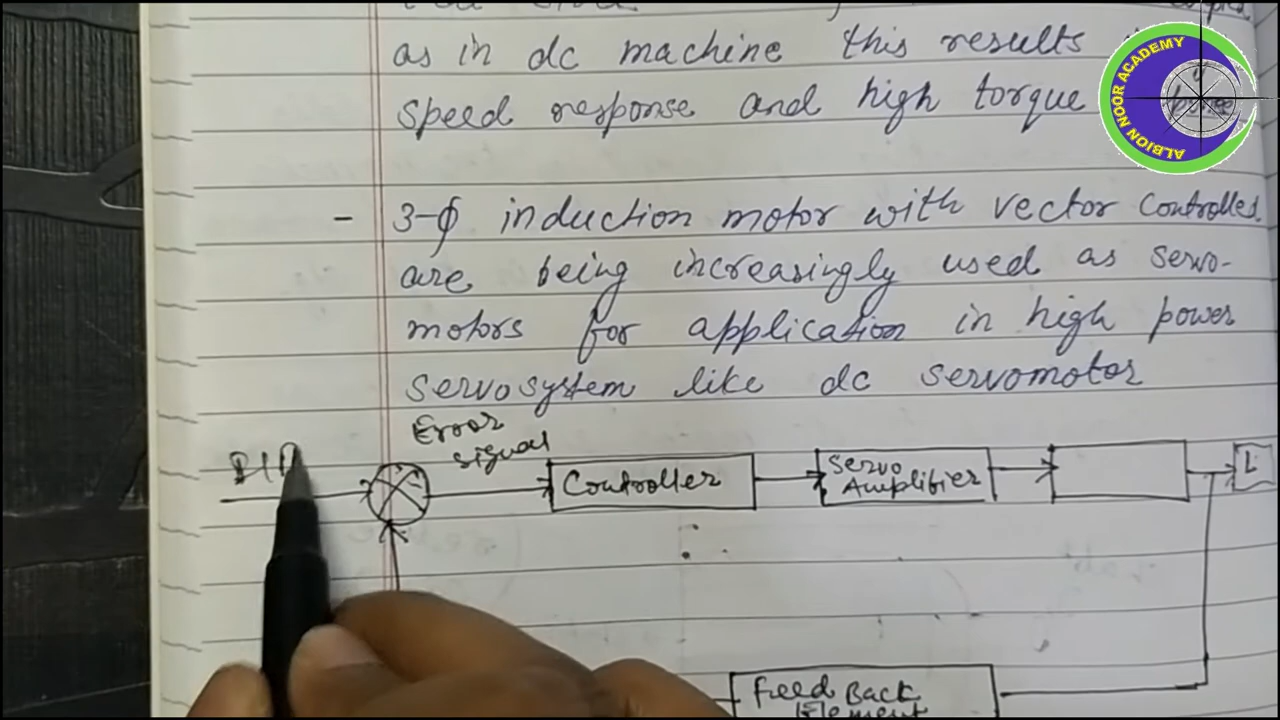 as in dc machine this results
speed response and high torque
- 3-ϕ induction motor with vector controlled.
are being increasingly used as servo-
motors for application in high power
servosystem like dc servomotor
Error
signal
Controller
Servo
Amplifier
L
Feed Back
Element
ALBION NOOR ACADEMY